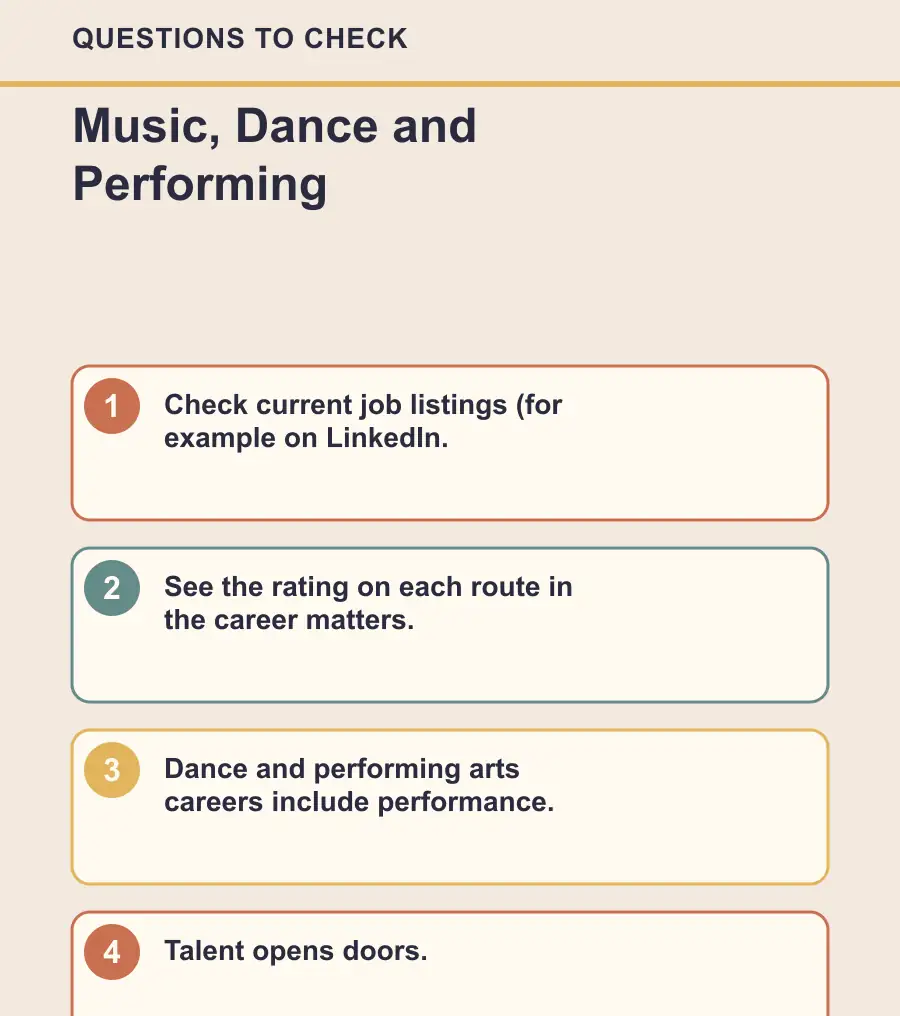 QUESTIONS TO CHECK
Music, Dance and
Performing
1
Check current job listings (for
example on LinkedIn.
2
See the rating on each route in
the career matters.
3
Dance and performing arts
careers include performance.
4
Talent opens doors.